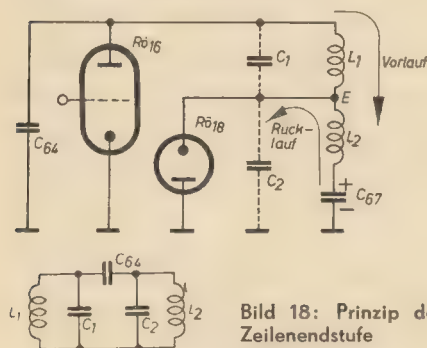 Rö16
C1
L1
Vorlauf
E
Rö18
Rück-
lauf
L2
C64
C2
+
−
C67
C64
L1
C1
C2
L2
Bild 18: Prinzip de
Zeilenendstufe